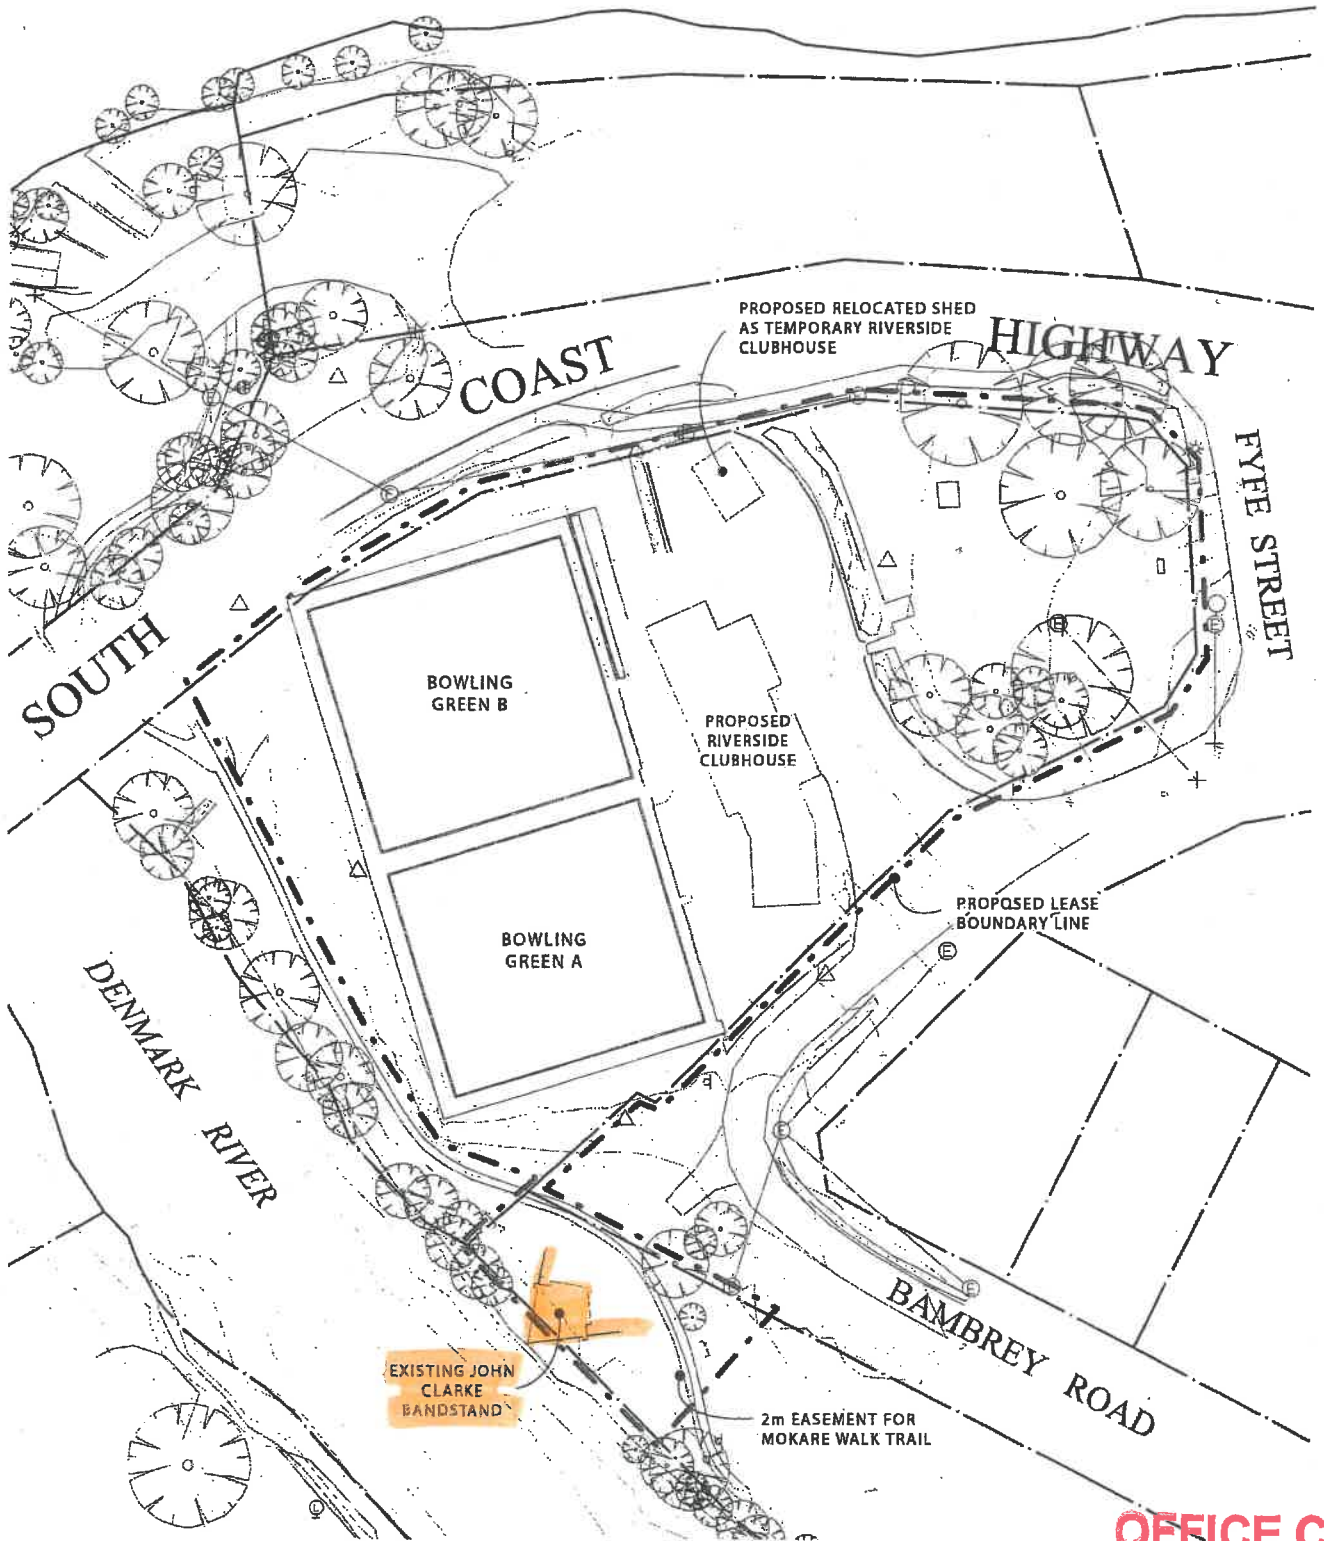 PROPOSED RELOCATED SHED
AS TEMPORARY RIVERSIDE
CLUBHOUSE
SOUTH COAST HIGHWAY
FYFE STREET
BOWLING
GREEN B
PROPOSED
RIVERSIDE
CLUBHOUSE
PROPOSED LEASE
BOUNDARY LINE
BOWLING
GREEN A
DENMARK RIVER
BAMBREY ROAD
EXISTING JOHN
CLARKE
BANDSTAND
2m EASEMENT FOR
MOKARE WALK TRAIL
OFFICE C